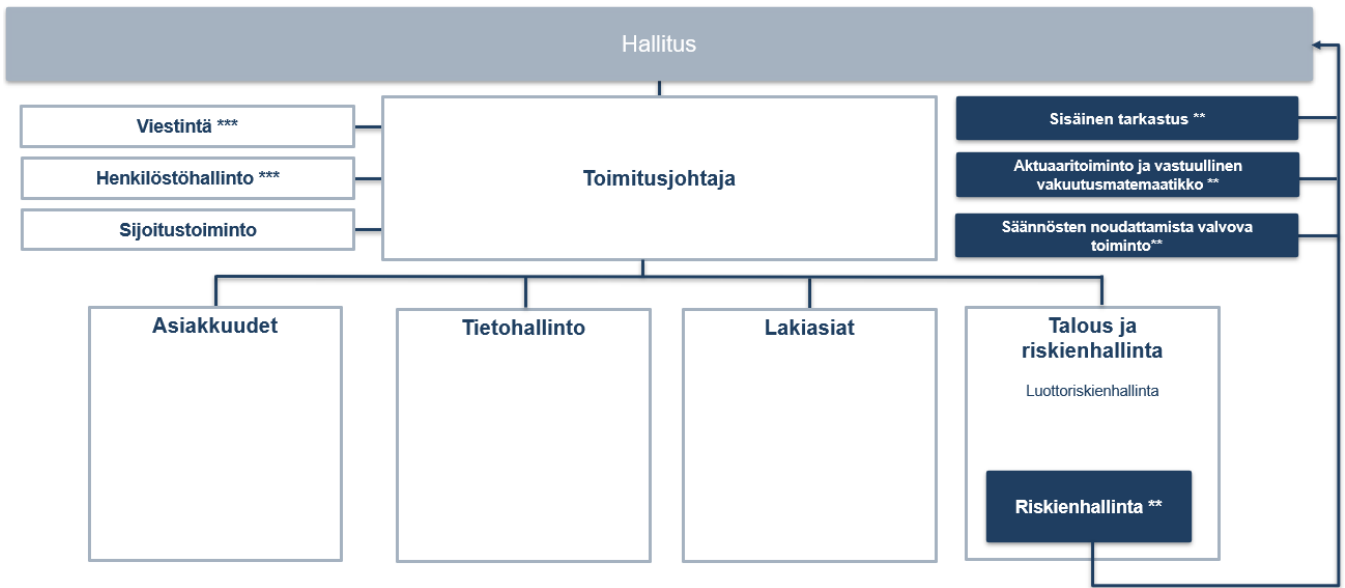 Hallitus
Viestintä ***
Henkilöstöhallinto ***
Sijoitustoiminto
Toimitusjohtaja
Sisäinen tarkastus **
Aktuaaritoiminto ja vastuullinen
vakuutusmatemaatikko **
Säännösten noudattamista valvova
toiminto**
Asiakkuudet
Tietohallinto
Lakiasiat
Talous ja
riskienhallinta
Luottoriskienhallinta
Riskienhallinta **